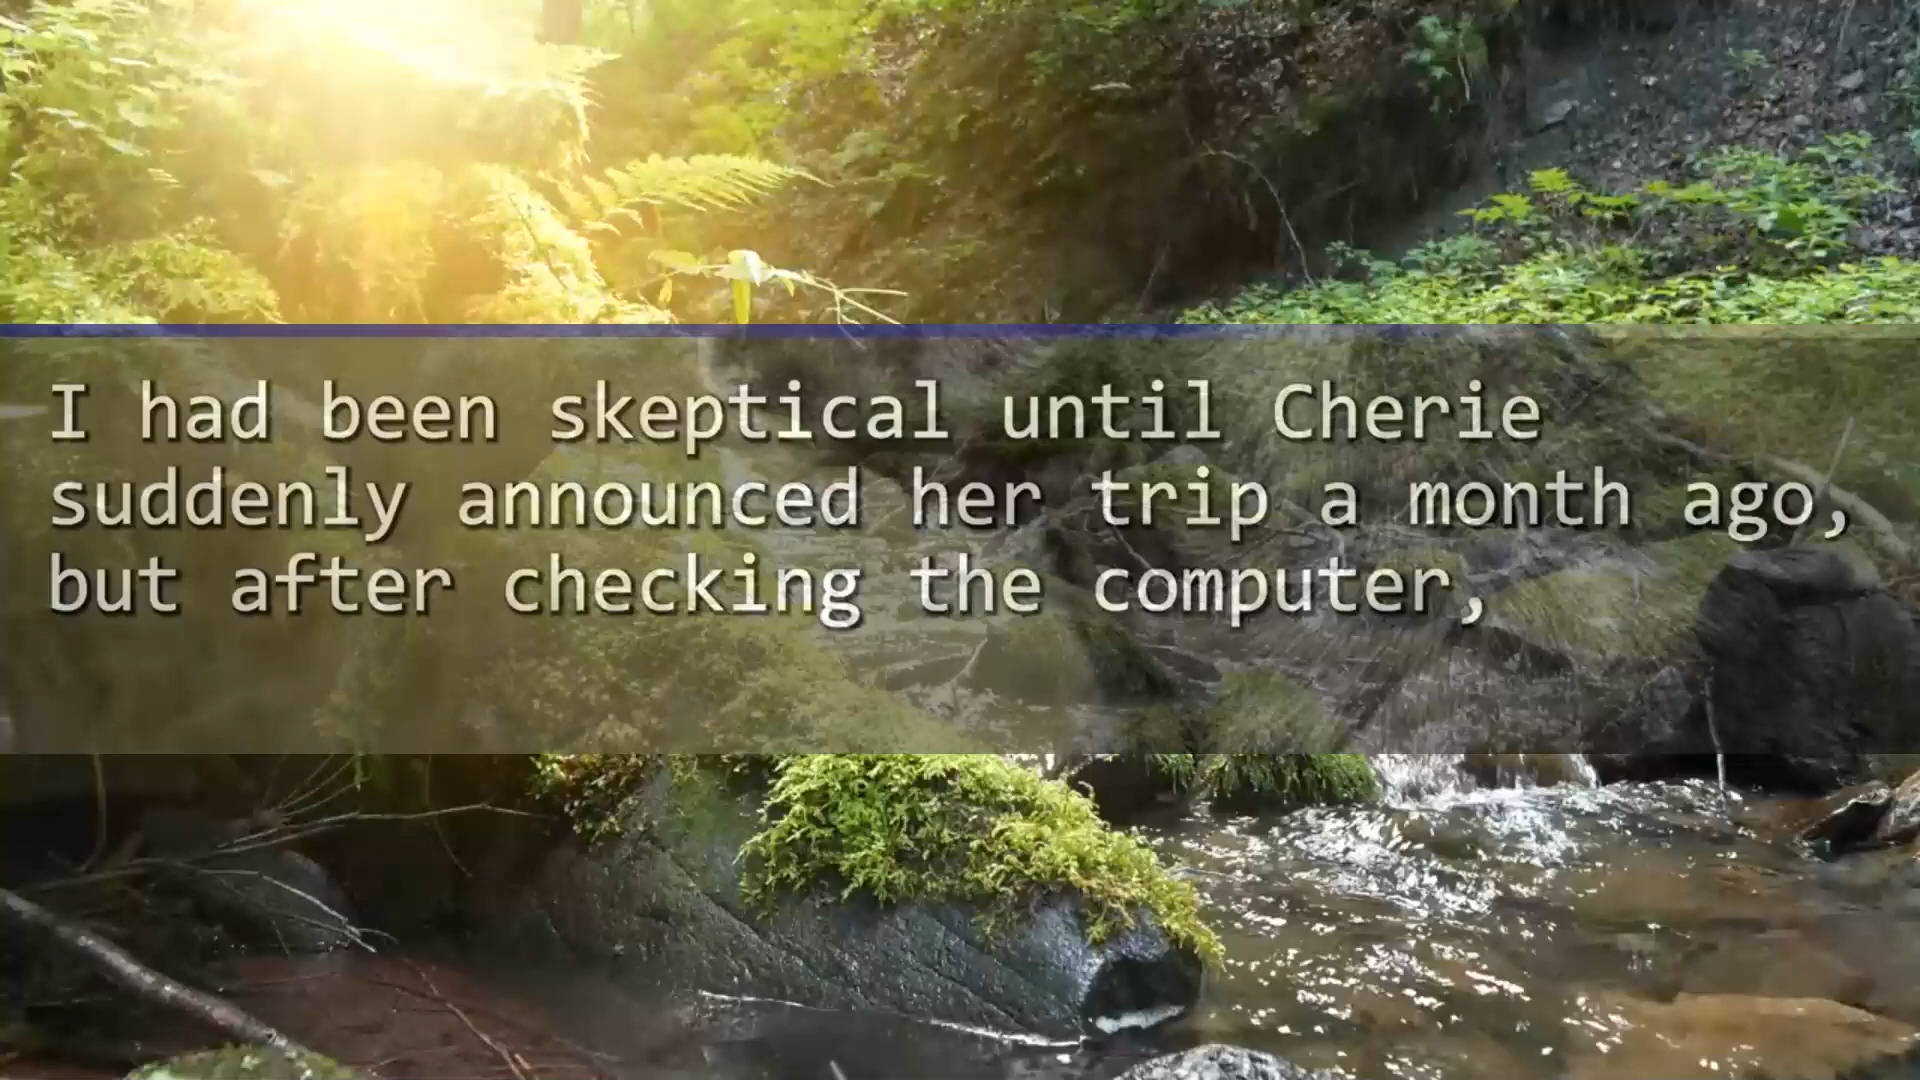 I had been skeptical until Cherie
suddenly announced her trip a month ago,
but after checking the computer,